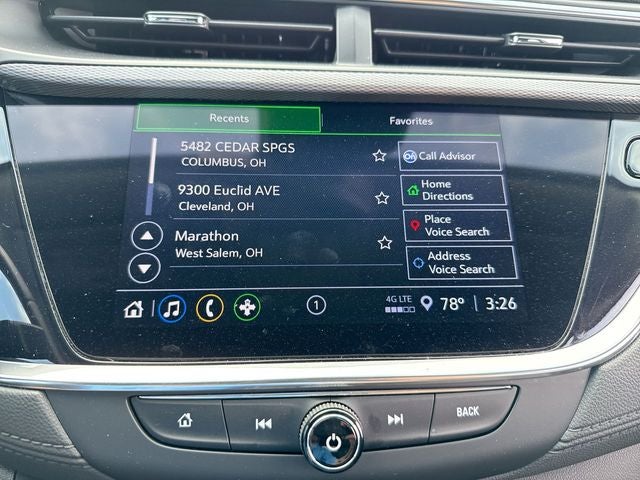 Recents
Favorites
5482 CEDAR SPGS
COLUMBUS, OH
9300 Euclid AVE
Cleveland, OH
Marathon
West Salem, OH
ON Call Advisor
Home
Directions
Place
Voice Search
Address
Voice Search
1
4G LTE
78°
3:26
BACK